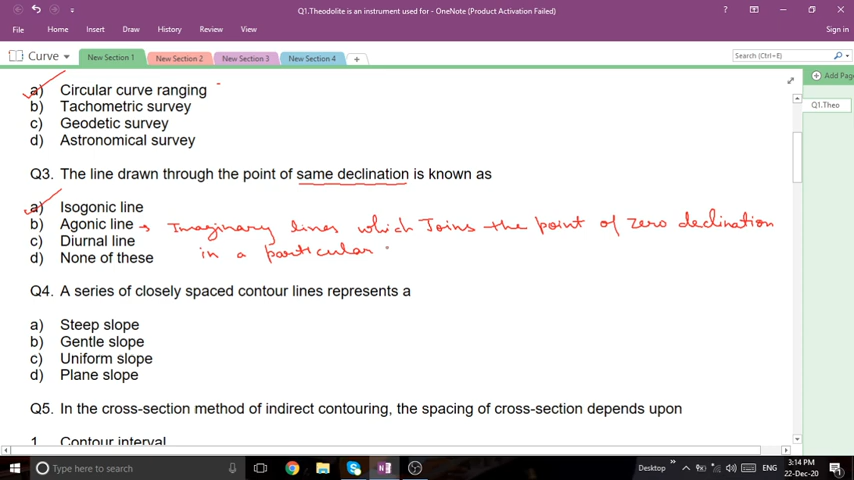 Q1.Theodolite is an instrument used for - OneNote (Product Activation Failed)
File Home Insert Draw History Review View Sign in
Curve New Section 1 New Section 2 New Section 3 New Section 4 + Search (Ctrl+E)
Add Page
Q1.Theo
a) Circular curve ranging
b) Tachometric survey
c) Geodetic survey
d) Astronomical survey
Q3. The line drawn through the point of same declination is known as
a) Isogonic line
b) Agonic line → Imaginary lines which Joins the point of zero declination
c) Diurnal line in a particular
d) None of these
Q4. A series of closely spaced contour lines represents a
a) Steep slope
b) Gentle slope
c) Uniform slope
d) Plane slope
Q5. In the cross-section method of indirect contouring, the spacing of cross-section depends upon
1. Contour interval
Type here to search
Desktop ENG 3:14 PM
22-Dec-20